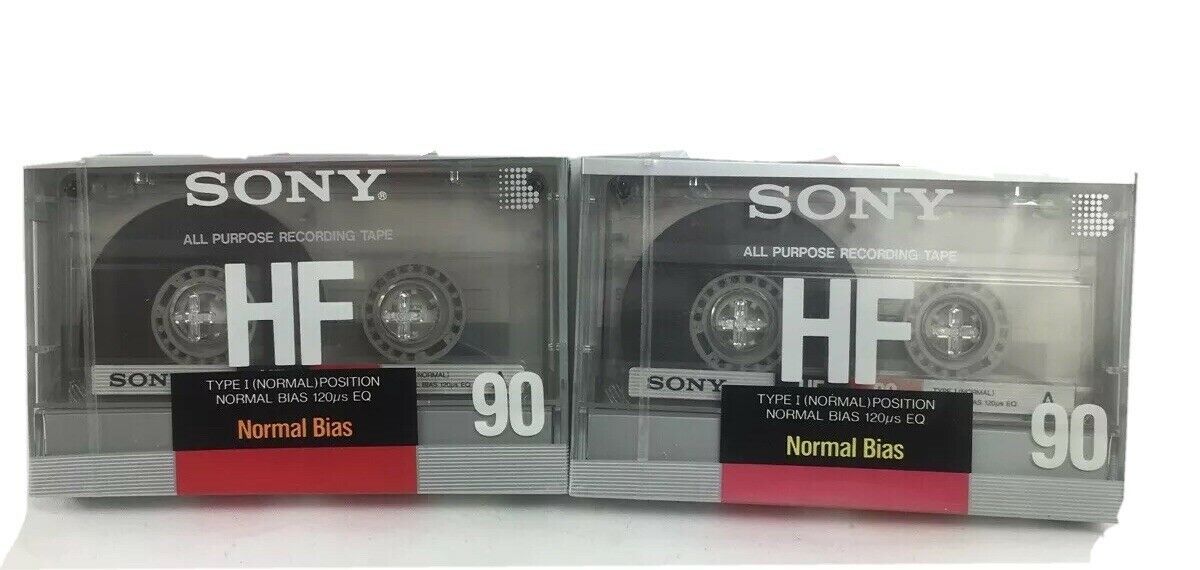 SONY®
ALL PURPOSE RECORDING TAPE
HF
SONY
TYPE I (NORMAL) POSITION
NORMAL BIAS 120µs EQ
Normal Bias
90
SONY
ALL PURPOSE RECORDING TAPE
HF
SONY
A
TYPE I (NORMAL) POSITION
NORMAL BIAS 120µs EQ
Normal Bias
90